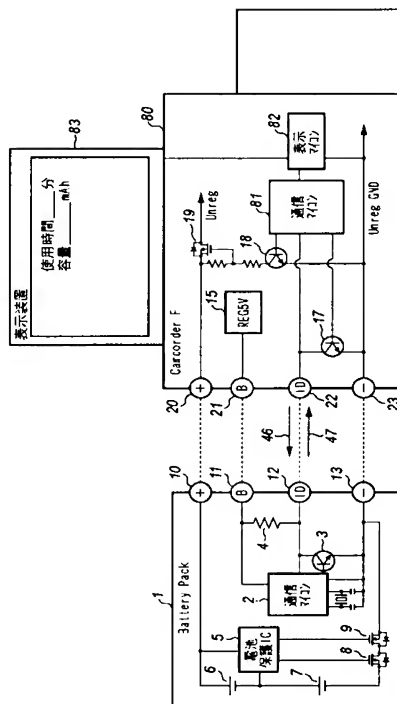 表示装置
83
使用時間 分
容量 mAh
80
Camcorder F
Unreg
19
82
表示
マイコン
81
通信
マイコン
18
15
REG5V
17
Unreg GND
20
+
21
B
22
ID
23
-
46
47
10
+
11
B
12
ID
13
-
1
Battery Pack
4
3
2
通信
マイコン
5
電池
保護IC
6
7
8
9